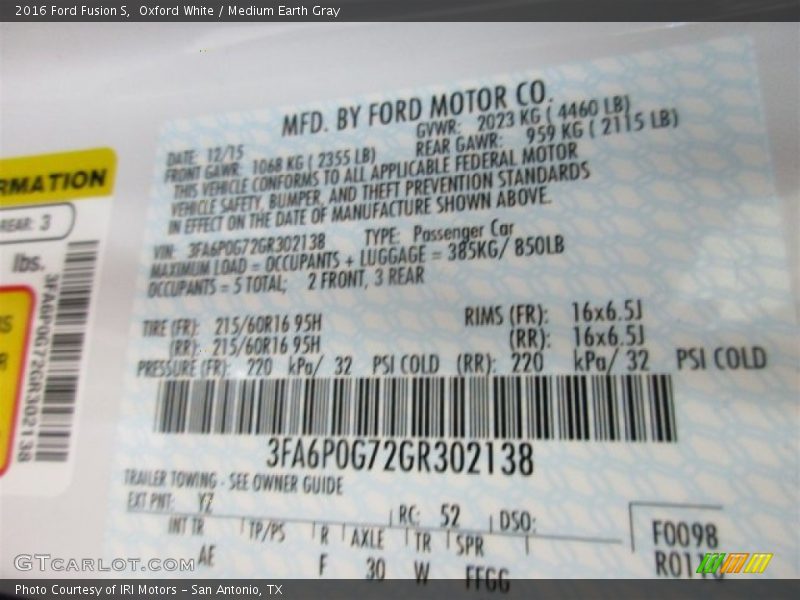 2016 Ford Fusion S,  Oxford White / Medium Earth Gray
MFD. BY FORD MOTOR CO.
DATE: 12/15 GVWR: 2023 KG ( 4460 LB)
FRONT GAWR: 1068 KG ( 2355 LB) REAR GAWR: 959 KG ( 2115 LB)
THIS VEHICLE CONFORMS TO ALL APPLICABLE FEDERAL MOTOR
VEHICLE SAFETY, BUMPER, AND THEFT PREVENTION STANDARDS
IN EFFECT ON THE DATE OF MANUFACTURE SHOWN ABOVE.
VIN: 3FA6P0G72GR302138 TYPE: Passenger Car
MAXIMUM LOAD = OCCUPANTS + LUGGAGE = 385KG/ 850LB
OCCUPANTS = 5 TOTAL; 2 FRONT, 3 REAR
TIRE (FR): 215/60R16 95H RIMS (FR): 16x6.5J
(RR): 215/60R16 95H (RR): 16x6.5J
PRESSURE (FR): 220 kPa/ 32 PSI COLD (RR): 220 kPa/ 32 PSI COLD
3FA6P0G72GR302138
TRAILER TOWING - SEE OWNER GUIDE
EXT PNT: YZ RC: 52 DSO:
INT TR TP/PS R AXLE TR SPR
AE F 30 W FFGG
F0098
RMATION
REAR: 3
lbs.
3FA6P0G72GR302138
GTcarlot.com
Photo Courtesy of IRI Motors – San Antonio, TX